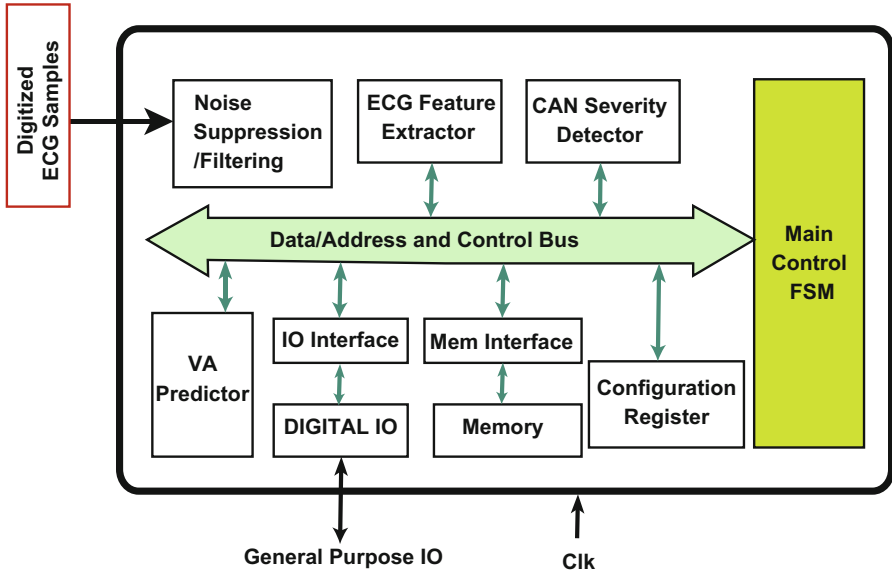 Digitized
ECG Samples
Noise
Suppression
/Filtering
ECG Feature
Extractor
CAN Severity
Detector
Data/Address and Control Bus
Main
Control
FSM
VA
Predictor
IO Interface
Mem Interface
Configuration
Register
DIGITAL IO
Memory
General Purpose IO
Clk